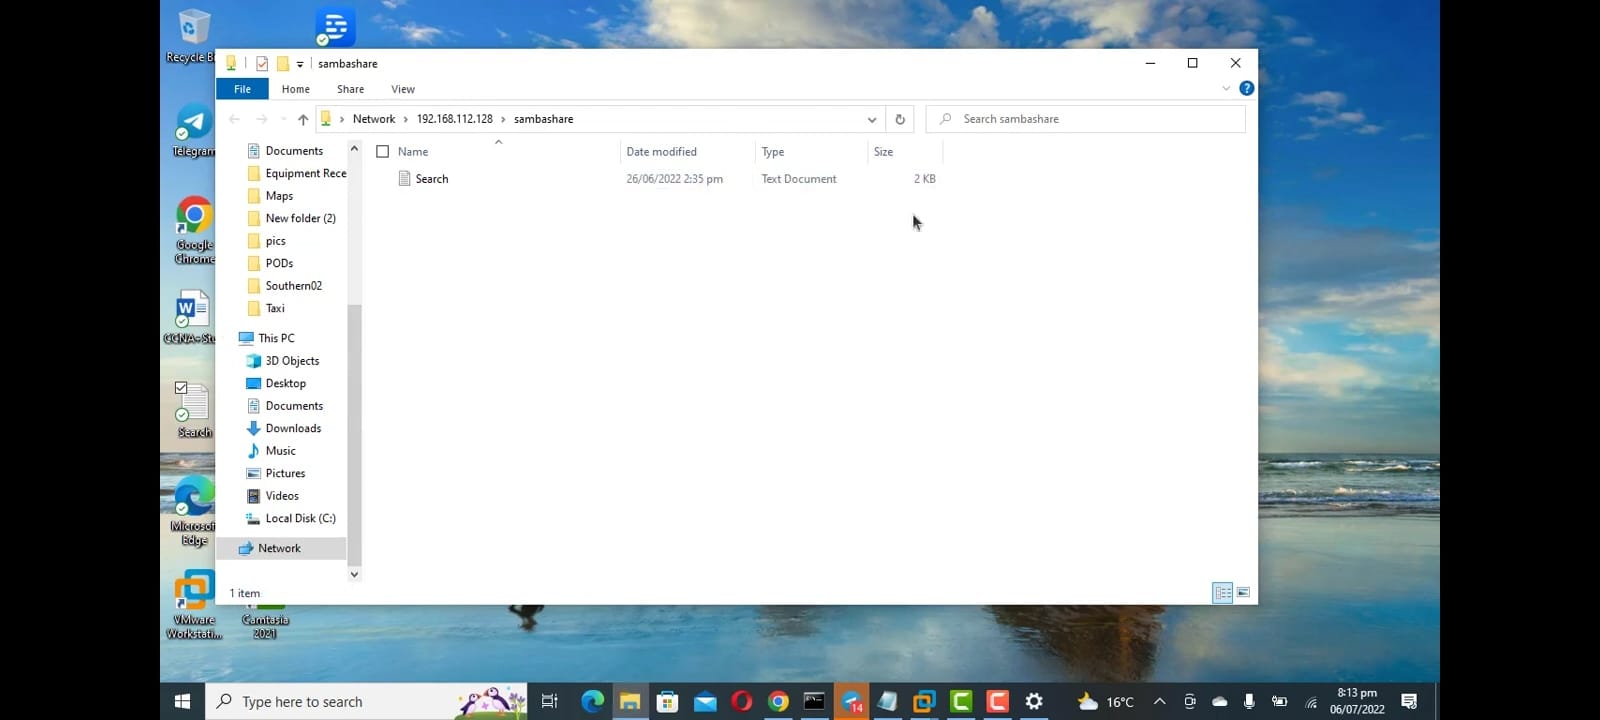 Recycle B
sambashare
File Home Share View
Network 192.168.112.128 sambashare
Search sambashare
Name Date modified Type Size
Search 26/06/2022 2:35 pm Text Document 2 KB
Documents
Equipment Rece
Maps
New folder (2)
pics
PODs
Southern02
Taxi
This PC
3D Objects
Desktop
Documents
Downloads
Music
Pictures
Videos
Local Disk (C:)
Network
1 item
Telegram
Google
Chrome
CCNA-Stu
Search
Microsof
Edge
VMware
Workstati...
Camtasia
2021
Type here to search
14
16°C
8:13 pm
06/07/2022